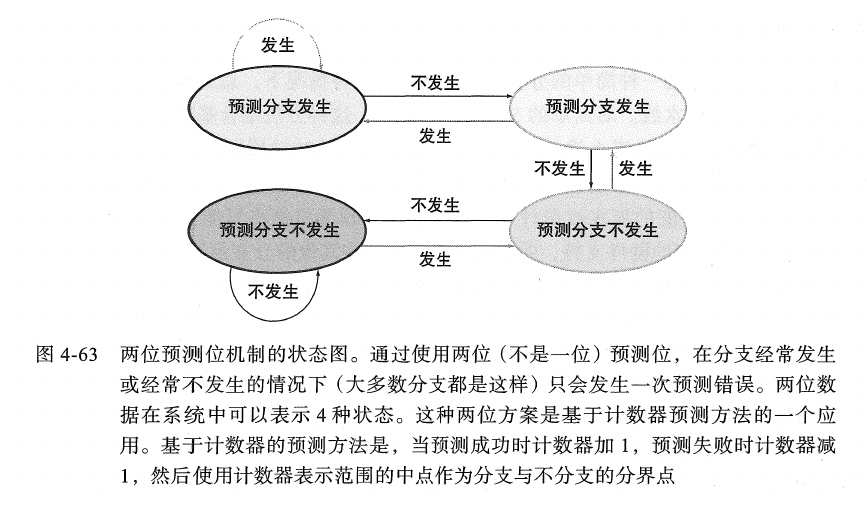 发生
预测分支发生
不发生
预测分支发生
发生
不发生
发生
预测分支不发生
不发生
预测分支不发生
发生
不发生
图 4-63 两位预测位机制的状态图。通过使用两位（不是一位）预测位，在分支经常发生
或经常不发生的情况下（大多数分支都是这样）只会发生一次预测错误。两位数
据在系统中可以表示 4 种状态。这种两位方案是基于计数器预测方法的一个应
用。基于计数器的预测方法是，当预测成功时计数器加 1，预测失败时计数器减
1，然后使用计数器表示范围的中点作为分支与不分支的分界点